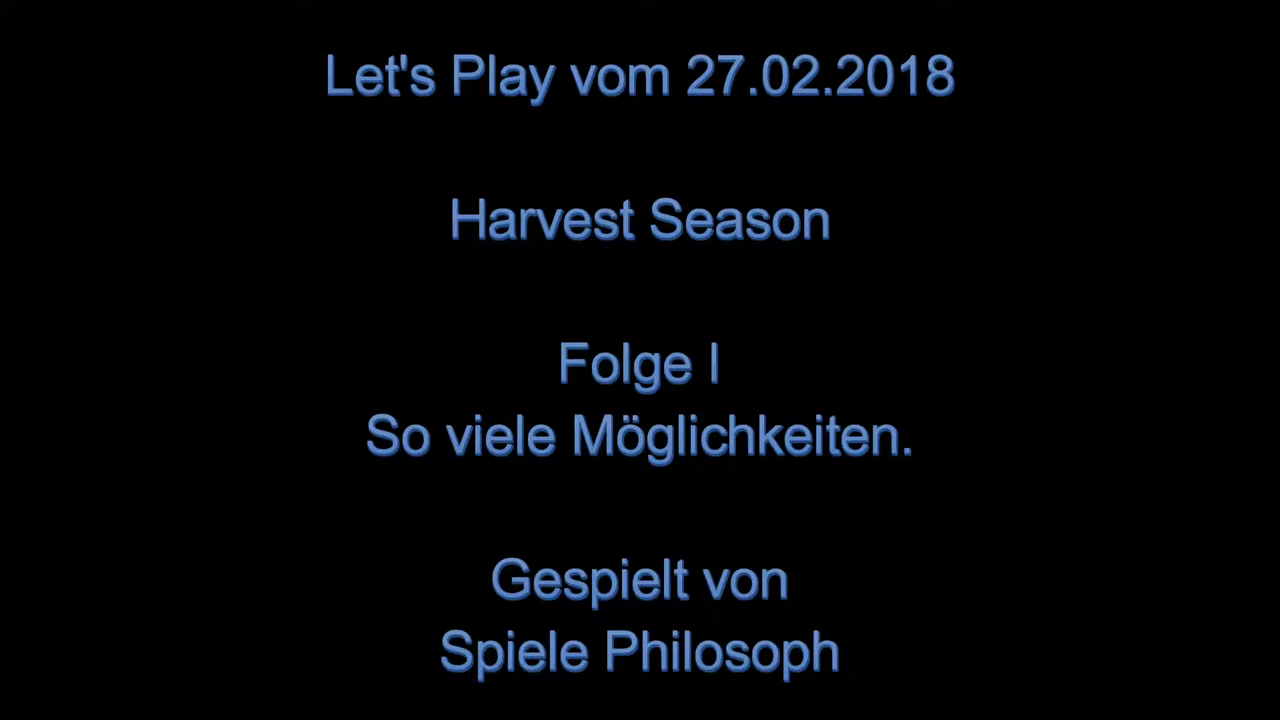 Let's Play vom 27.02.2018
Harvest Season
Folge I
So viele Möglichkeiten.
Gespielt von
Spiele Philosoph